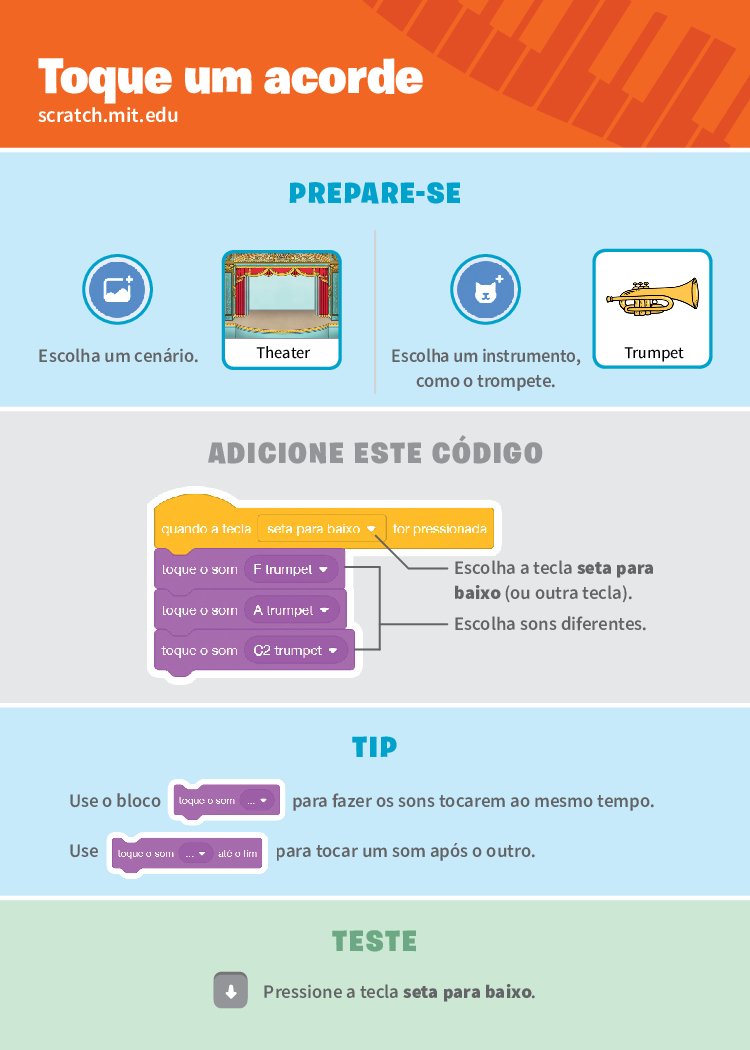 Toque um acorde
scratch.mit.edu
PREPARE-SE
Escolha um cenário.
Theater
Escolha um instrumento,
como o trompete.
Trumpet
ADICIONE ESTE CÓDIGO
quando a tecla seta para baixo for pressionada
toque o som F trumpet
toque o som A trumpet
toque o som C2 trumpet
Escolha a tecla seta para
baixo (ou outra tecla).
Escolha sons diferentes.
TIP
Use o bloco toque o som ... para fazer os sons tocarem ao mesmo tempo.
Use toque o som ... até o fim para tocar um som após o outro.
TESTE
Pressione a tecla seta para baixo.